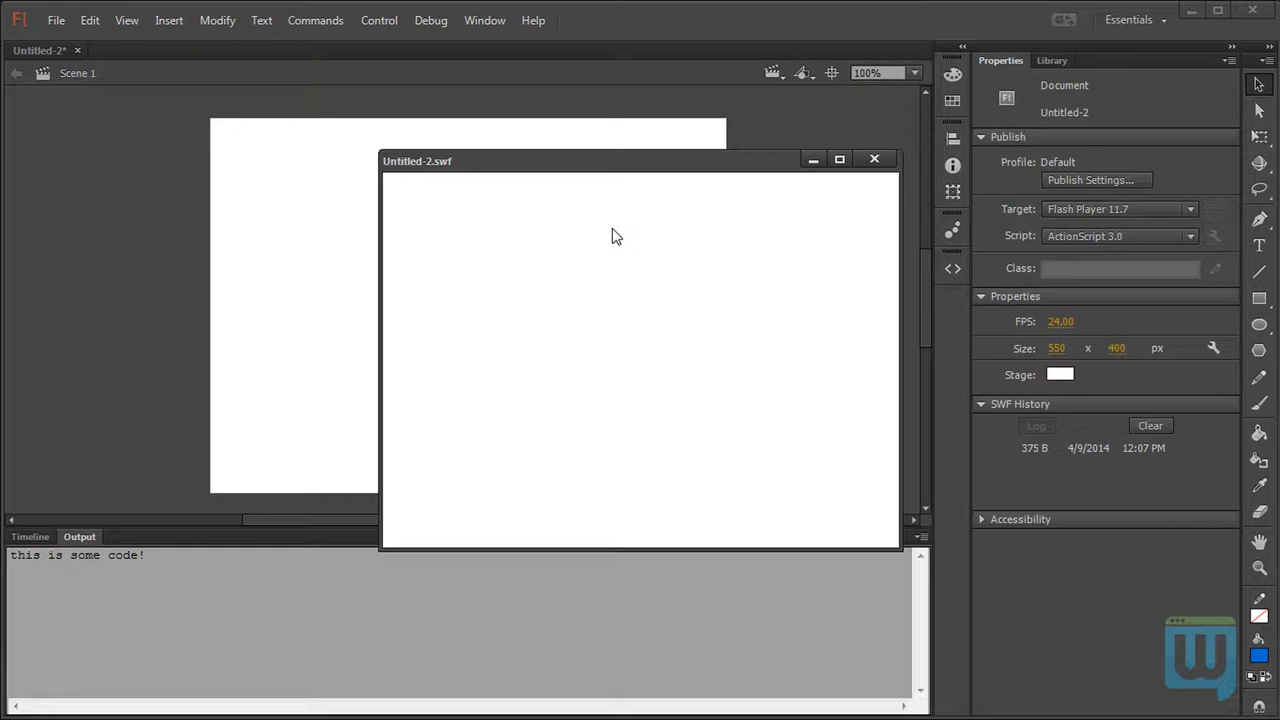 Fl File Edit View Insert Modify Text Commands Control Debug Window Help Essentials
Untitled-2* ×
Scene 1 100%
Untitled-2.swf
Timeline Output
this is some code!
Properties Library
Fl Document
Untitled-2
Publish
Profile: Default
Publish Settings...
Target: Flash Player 11.7
Script: ActionScript 3.0
Class:
Properties
FPS: 24.00
Size: 550 x 400 px
Stage:
SWF History
Log Clear
375 B 4/9/2014 12:07 PM
Accessibility
T
W